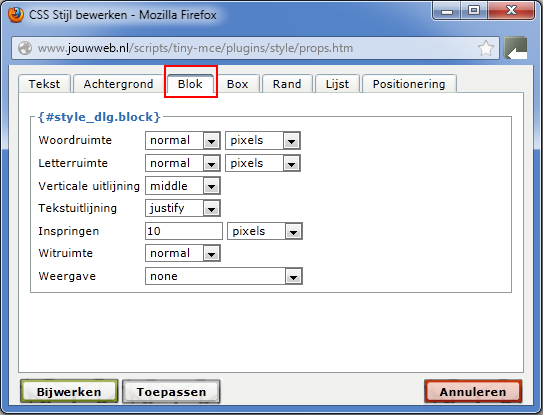 CSS Stijl bewerken - Mozilla Firefox
www.jouwweb.nl/scripts/tiny-mce/plugins/style/props.htm
Tekst Achtergrond Blok Box Rand Lijst Positionering
{#style_dlg.block}
Woordruimte normal pixels
Letterruimte normal pixels
Verticale uitlijning middle
Tekstuitlijning justify
Inspringen 10 pixels
Witruimte normal
Weergave none
Bijwerken Toepassen Annuleren